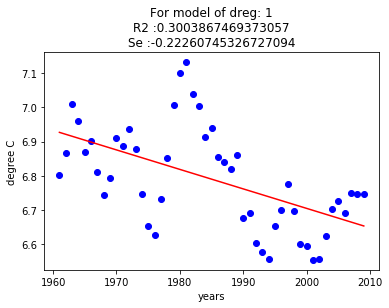 For model of dreg: 1
R2 :0.3003867469373057
Se :-0.22260745326727094
degree C
7.1
7.0
6.9
6.8
6.7
6.6
1960 1970 1980 1990 2000 2010
years